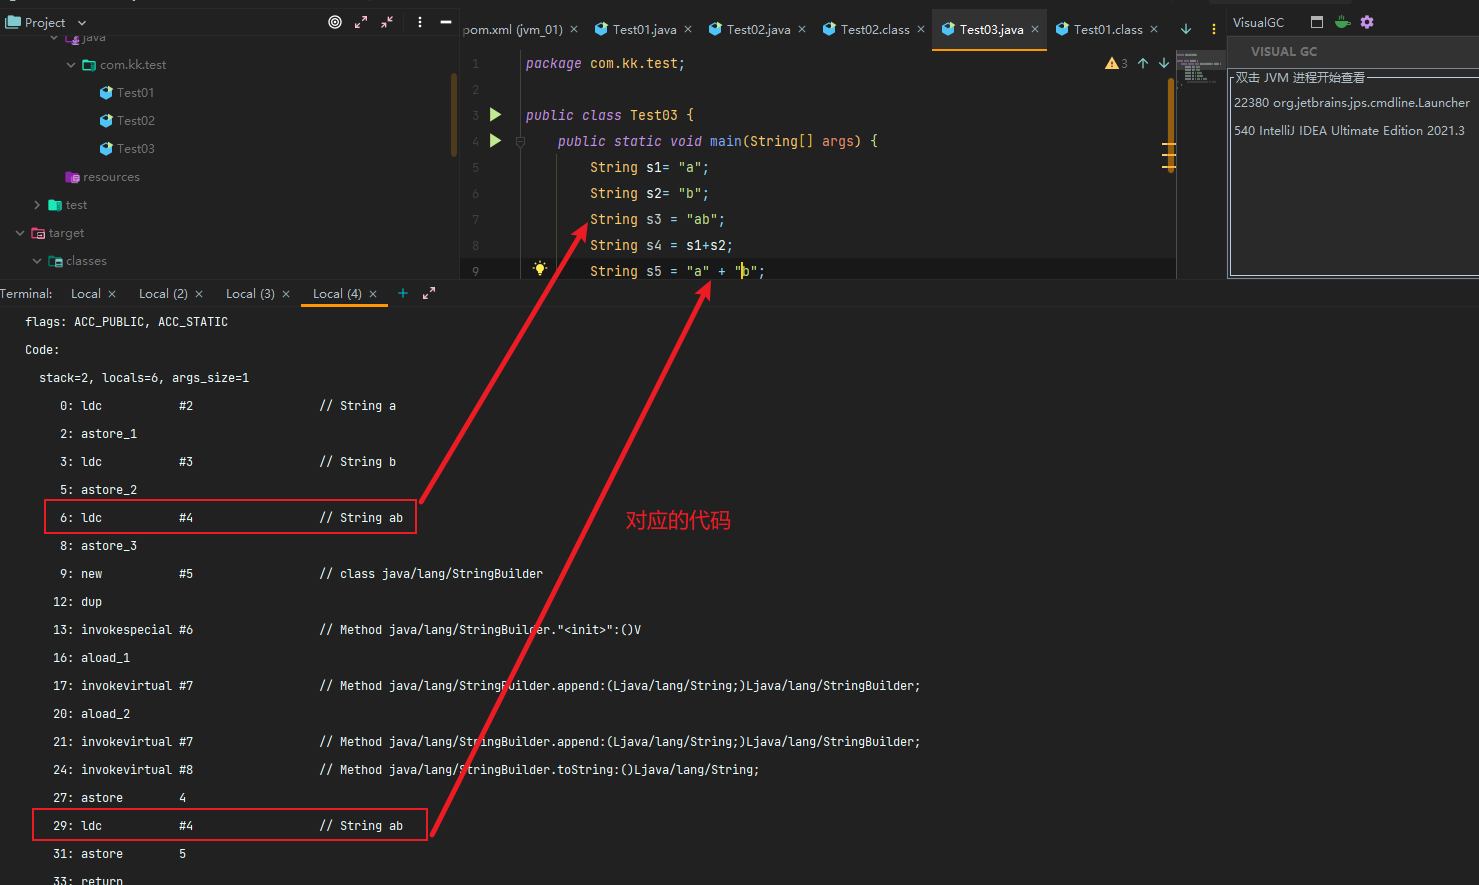 Project
java
com.kk.test
Test01
Test02
Test03
resources
test
target
classes
pom.xml (jvm_01)
Test01.java
Test02.java
Test02.class
Test03.java
Test01.class
1 package com.kk.test;
2
3 public class Test03 {
4 public static void main(String[] args) {
5 String s1= "a";
6 String s2= "b";
7 String s3 = "ab";
8 String s4 = s1+s2;
9 String s5 = "a" + "b";
3
VisualGC
VISUAL GC
双击 JVM 进程开始查看
22380 org.jetbrains.jps.cmdline.Launcher
540 IntelliJ IDEA Ultimate Edition 2021.3
Terminal: Local Local (2) Local (3) Local (4)
flags: ACC_PUBLIC, ACC_STATIC
Code:
stack=2, locals=6, args_size=1
0: ldc #2 // String a
2: astore_1
3: ldc #3 // String b
5: astore_2
6: ldc #4 // String ab
8: astore_3
9: new #5 // class java/lang/StringBuilder
12: dup
13: invokespecial #6 // Method java/lang/StringBuilder."<init>":()V
16: aload_1
17: invokevirtual #7 // Method java/lang/StringBuilder.append:(Ljava/lang/String;)Ljava/lang/StringBuilder;
20: aload_2
21: invokevirtual #7 // Method java/lang/StringBuilder.append:(Ljava/lang/String;)Ljava/lang/StringBuilder;
24: invokevirtual #8 // Method java/lang/StringBuilder.toString:()Ljava/lang/String;
27: astore 4
29: ldc #4 // String ab
31: astore 5
33: return
对应的代码